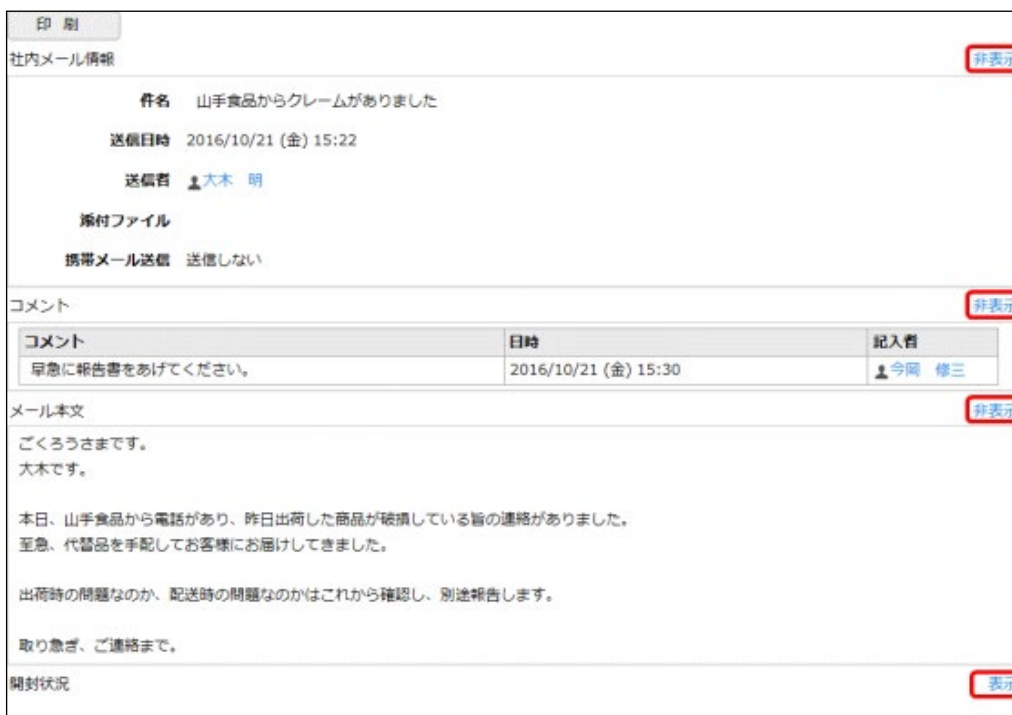 印 刷
社内メール情報 非表示
件名 山手食品からクレームがありました
送信日時 2016/10/21 (金) 15:22
送信者 大木 明
添付ファイル
携帯メール送信 送信しない
コメント 非表示
コメント 日時 記入者
早急に報告書をあげてください。 2016/10/21 (金) 15:30 今岡 修三
メール本文 非表示
ごくろうさまです。
大木です。
本日、山手食品から電話があり、昨日出荷した商品が破損している旨の連絡がありました。
至急、代替品を手配してお客様にお届けしてきました。
出荷時の問題なのか、配送時の問題なのかはこれから確認し、別途報告します。
取り急ぎ、ご連絡まで。
開封状況 表示